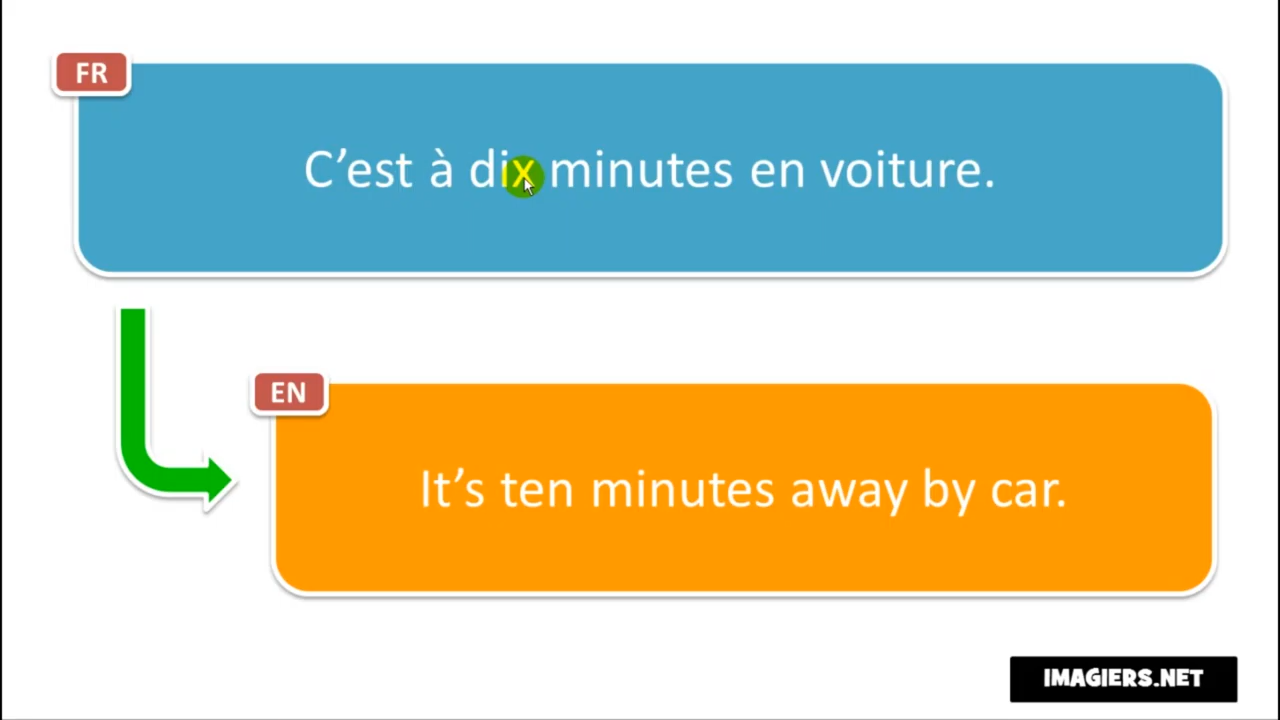 FR
C’est à dix minutes en voiture.
EN
It’s ten minutes away by car.
IMAGIERS.NET